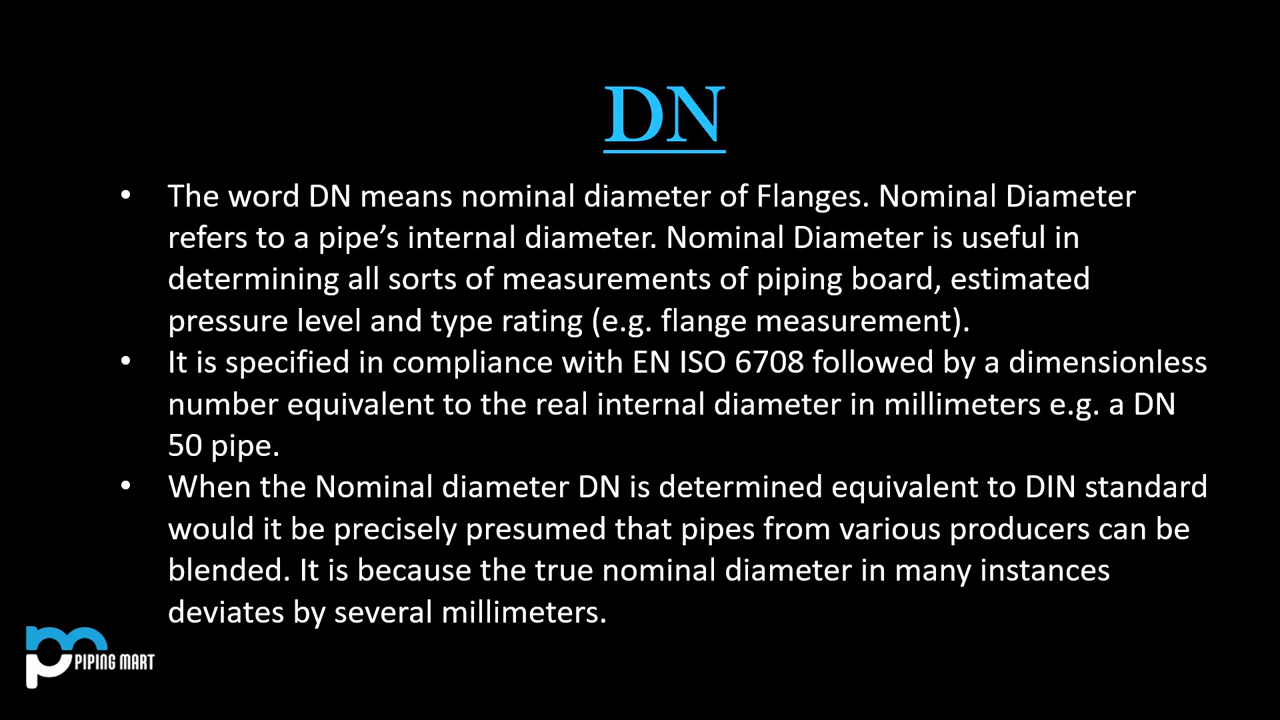 DN
• The word DN means nominal diameter of Flanges. Nominal Diameter
refers to a pipe’s internal diameter. Nominal Diameter is useful in
determining all sorts of measurements of piping board, estimated
pressure level and type rating (e.g. flange measurement).
• It is specified in compliance with EN ISO 6708 followed by a dimensionless
number equivalent to the real internal diameter in millimeters e.g. a DN
50 pipe.
• When the Nominal diameter DN is determined equivalent to DIN standard
would it be precisely presumed that pipes from various producers can be
blended. It is because the true nominal diameter in many instances
deviates by several millimeters.
PIPING MART